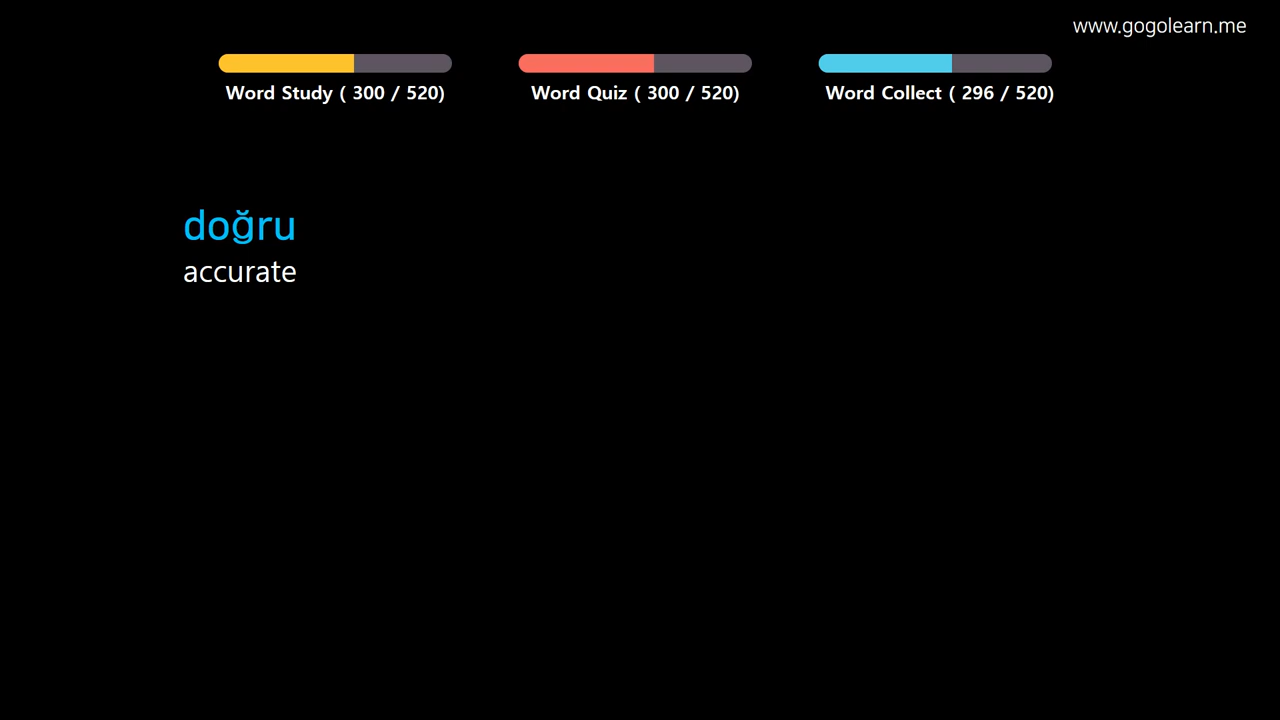 www.gogolearn.me
Word Study ( 300 / 520)
Word Quiz ( 300 / 520)
Word Collect ( 296 / 520)
doğru
accurate